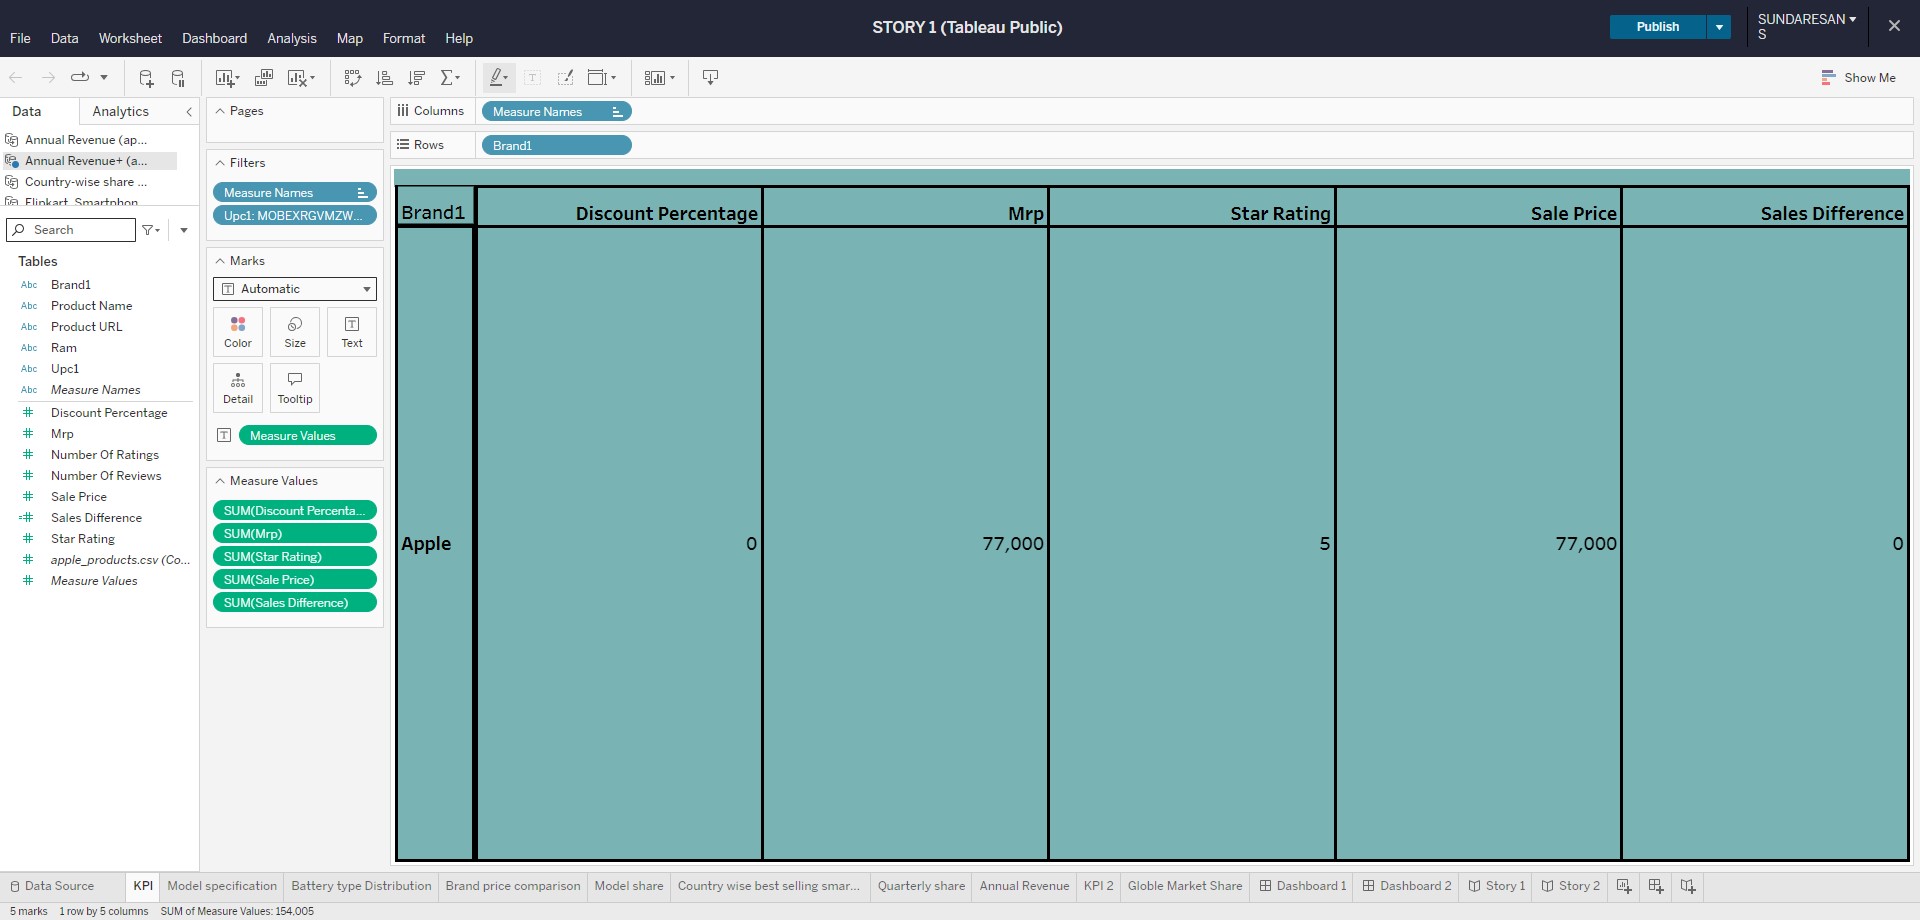 STORY 1 (Tableau Public)
Publish
SUNDARESAN S
File Data Worksheet Dashboard Analysis Map Format Help
Show Me
Data Analytics
Annual Revenue (ap...
Annual Revenue+ (a...
Country-wise share ...
Flipkart_Smartphon
Search
Tables
Abc Brand1
Abc Product Name
Abc Product URL
Abc Ram
Abc Upc1
Abc Measure Names
# Discount Percentage
# Mrp
# Number Of Ratings
# Number Of Reviews
# Sale Price
=# Sales Difference
# Star Rating
# apple_products.csv (Co...
# Measure Values
Pages
Filters
Measure Names
Upc1: MOBEXRGVMZW...
Marks
T Automatic
Color Size Text
Detail Tooltip
T Measure Values
Measure Values
SUM(Discount Percenta...
SUM(Mrp)
SUM(Star Rating)
SUM(Sale Price)
SUM(Sales Difference)
Columns Measure Names
Rows Brand1
Brand1 Discount Percentage Mrp Star Rating Sale Price Sales Difference
Apple 0 77,000 5 77,000 0
Data Source KPI Model specification Battery type Distribution Brand price comparison Model share Country wise best selling smar... Quarterly share Annual Revenue KPI 2 Globle Market Share Dashboard 1 Dashboard 2 Story 1 Story 2
5 marks 1 row by 5 columns SUM of Measure Values: 154,005